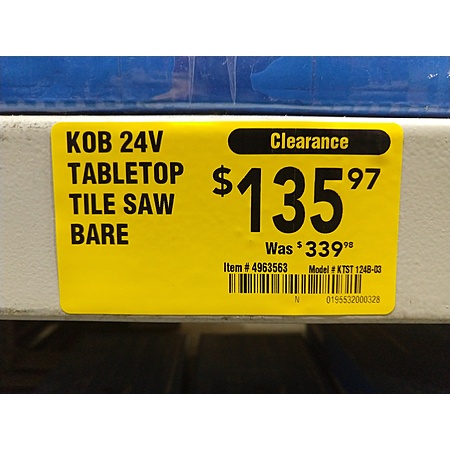 KOB 24V
TABLETOP
TILE SAW
BARE
Clearance
$135.97
Was $339.98
Item # 4963563 Model # KTST 124B-03
N 0195532000328